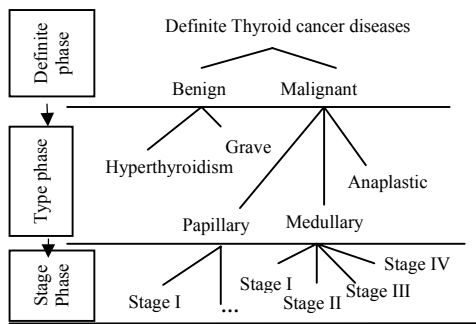 Definite phase
Definite Thyroid cancer diseases
Benign
Malignant
Type phase
Hyperthyroidism
Grave
Anaplastic
Papillary
Medullary
Stage Phase
Stage I
...
Stage I
Stage II
Stage III
Stage IV